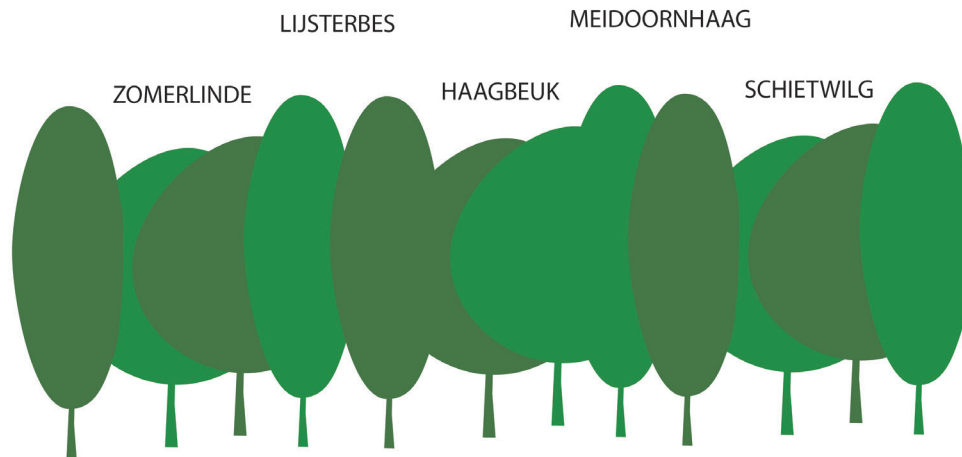 LIJSTERBES
MEIDOORNHAAG
ZOMERLINDE
HAAGBEUK
SCHIETWILG